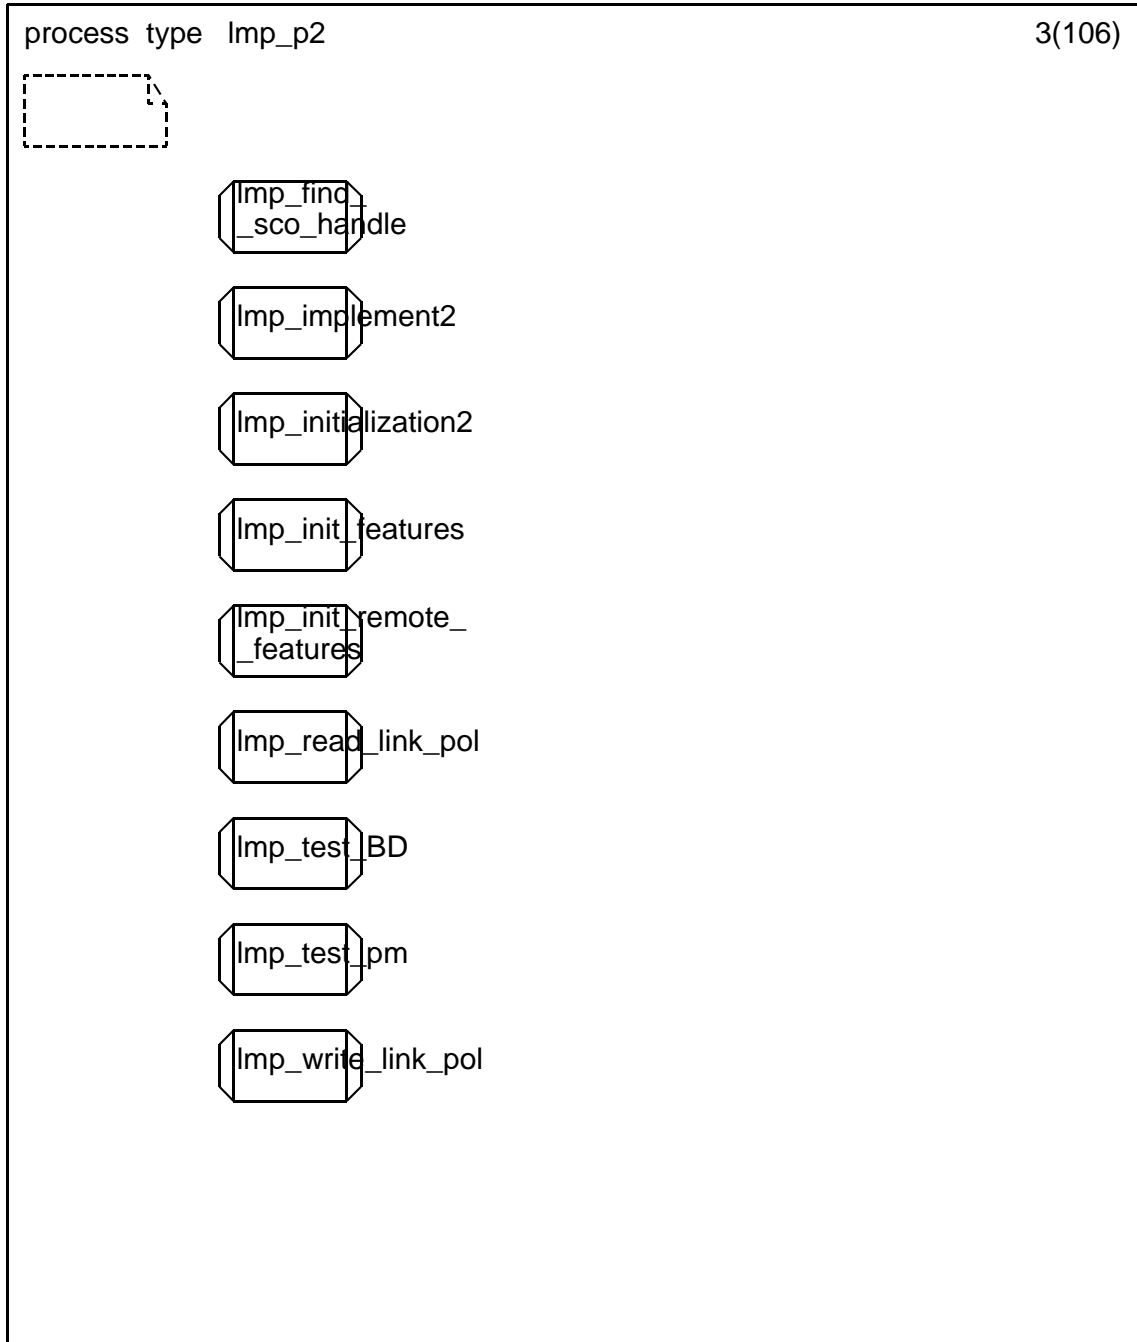 process type lmp_p2 3(106)
lmp_find_
_sco_handle
lmp_implement2
lmp_initialization2
lmp_init_features
lmp_init_remote_
_features
lmp_read_link_pol
lmp_test_BD
lmp_test_pm
lmp_write_link_pol